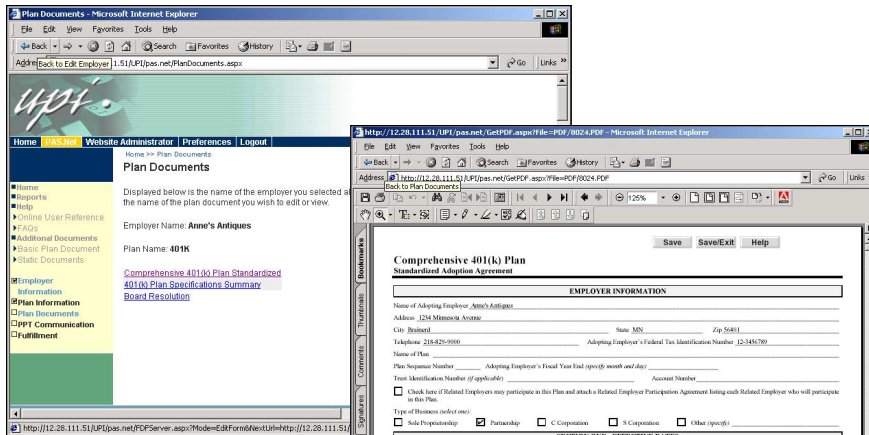 Plan Documents - Microsoft Internet Explorer
File Edit View Favorites Tools Help
Back Search Favorites History
Address Back to Edit Employer 1.51/UPI/pas.net/PlanDocuments.aspx Go Links »
upi
Home PAS.Net Website Administrator Preferences Logout
Home >> Plan Documents
Plan Documents
Home
Reports
Help
Online User Reference
FAQs
Additonal Documents
Basic Plan Document
Static Documents
Employer
Information
Plan Information
Plan Documents
PPT Communication
Fulfillment
Displayed below is the name of the employer you selected al
the name of the plan document you wish to edit or view.
Employer Name: Anne's Antiques
Plan Name: 401K
Comprehensive 401(k) Plan Standardized
401(k) Plan Specifications Summary
Board Resolution
http://12.28.111.51/UPI/pas.net/FDFServer.aspx?Mode=EditForm&NextUrl=http://12.28.111.51/
http://12.28.111.51/UPI/pas.net/GetPDF.aspx?File=PDF/8024.PDF - Microsoft Internet Explorer
File Edit View Favorites Tools Help
Back Search Favorites History
Address http://12.28.111.51/UPI/pas.net/GetPDF.aspx?File=PDF/8024.PDF Go Links
Back to Plan Documents
125%
Bookmarks
Thumbnails
Comments
Signatures
Save Save/Exit Help
Comprehensive 401(k) Plan
Standardized Adoption Agreement
EMPLOYER INFORMATION
Name of Adopting Employer Anne's Antiques
Address 1234 Minnesota Avenue
City Brainerd State MN Zip 56401
Telephone 218-829-9000 Adopting Employer's Federal Tax Identification Number 12-3456789
Name of Plan
Plan Sequence Number Adopting Employer's Fiscal Year End (specify month and day)
Trust Identification Number (if applicable) Account Number
Check here if Related Employers may participate in this Plan and attach a Related Employer Participation Agreement listing each Related Employer who will participate
in this Plan.
Type of Business (select one):
Sole Proprietorship Partnership C Corporation S Corporation Other (specify)
SECTION ONE: EFFECTIVE DATES